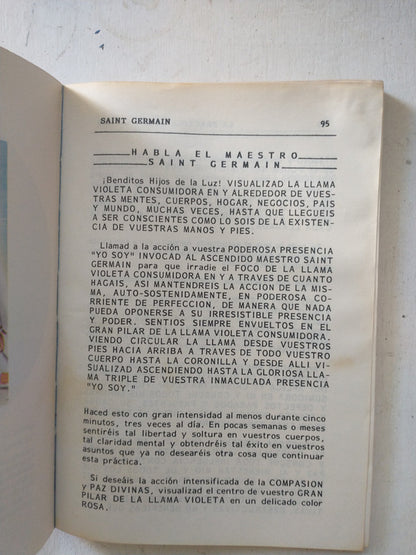 SAINT GERMAIN 95
HABLA EL MAESTRO
SAINT GERMAIN
¡Benditos Hijos de la Luz! VISUALIZAD LA LLAMA
VIOLETA CONSUMIDORA EN Y ALREDEDOR DE VUES-
TRAS MENTES, CUERPOS, HOGAR, NEGOCIOS, PAIS
Y MUNDO, MUCHAS VECES, HASTA QUE LLEGUEIS
A SER CONSCIENTES COMO LO SOIS DE LA EXISTEN-
CIA DE VUESTRAS MANOS Y PIES.
Llamad a la acción a vuestra PODEROSA PRESENCIA
"YO SOY" INVOCAD AL ASCENDIDO MAESTRO SAINT
GERMAIN para que irradie el FOCO DE LA LLAMA
VIOLETA CONSUMIDORA EN Y A TRAVES DE CUANTO
HAGAIS, ASI MANTENDREIS LA ACCION DE LA MIS-
MA, AUTO-SOSTENIDAMENTE, EN PODEROSA CO-
RRIENTE DE PERFECCION, DE MANERA QUE NADA
PUEDA OPONERSE A SU IRRESISTIBLE PRESENCIA
Y PODER. SENTIOS SIEMPRE ENVUELTOS EN EL
GRAN PILAR DE LA LLAMA VIOLETA CONSUMIDORA.
VIENDO CIRCULAR LA LLAMA DESDE VUESTROS
PIES HACIA ARRIBA A TRAVES DE TODO VUESTRO
CUERPO HASTA LA CORONILLA Y DESDE ALLI VI-
SUALIZAD ASCENDIENDO HASTA LA GLORIOSA LLA-
MA TRIPLE DE VUESTRA INMACULADA PRESENCIA
"YO SOY".
Haced esto con gran intensidad al menos durante cinco
minutos, tres veces al día. En pocas semanas o meses
sentiréis tal libertad y soltura en vuestros cuerpos,
tal claridad mental y obtendréis tal éxito en vuestros
asuntos que ya no desearéis otra cosa que continuar
esta práctica.
Si deseáis la acción intensificada de la COMPASION
y PAZ DIVINAS, visualizad el centro de vuestro GRAN
PILAR DE LA LLAMA VIOLETA en un delicado color
ROSA.